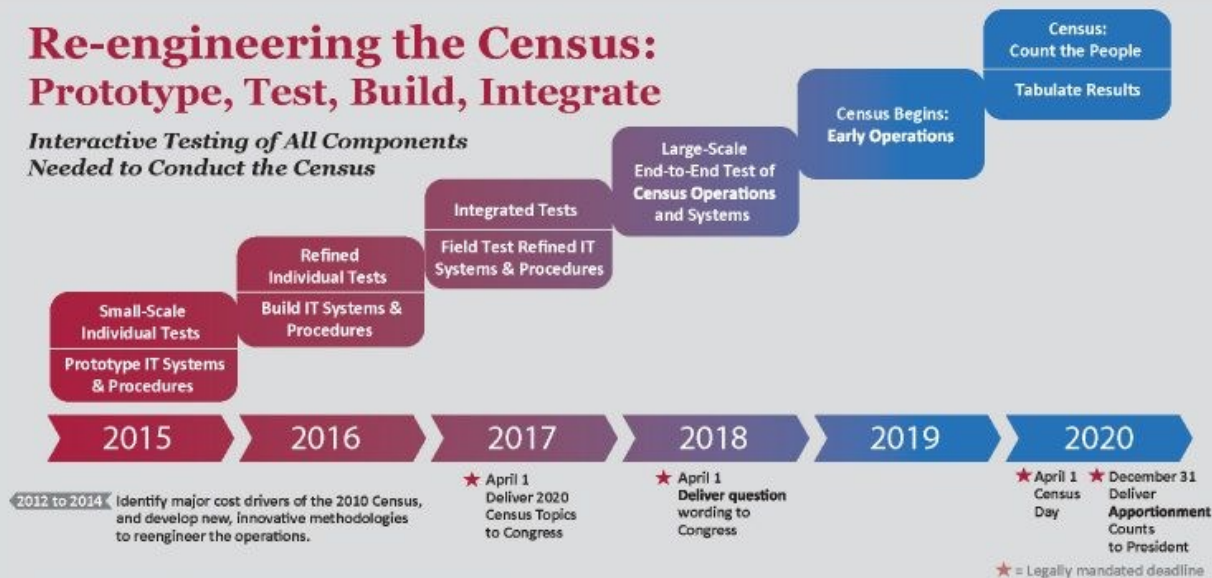 Re-engineering the Census:
Prototype, Test, Build, Integrate
Interactive Testing of All Components
Needed to Conduct the Census
Small-Scale
Individual Tests
Prototype IT Systems
& Procedures
Refined
Individual Tests
Build IT Systems &
Procedures
Integrated Tests
Field Test Refined IT
Systems & Procedures
Large-Scale
End-to-End Test of
Census Operations
and Systems
Census Begins:
Early Operations
Census:
Count the People
Tabulate Results
2015
2016
2017
2018
2019
2020
2012 to 2014
Identify major cost drivers of the 2010 Census,
and develop new, innovative methodologies
to reengineer the operations.
★ April 1
Deliver 2020
Census Topics
to Congress
★ April 1
Deliver question
wording to
Congress
★ April 1
Census
Day
★ December 31
Deliver
Apportionment
Counts
to President
★ = Legally mandated deadline